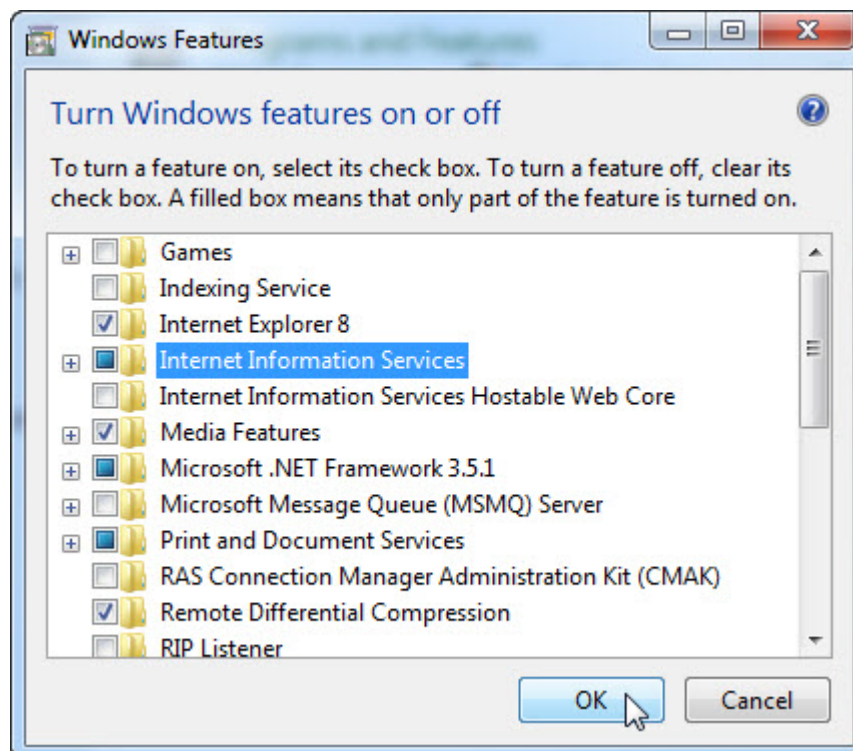 Windows Features
Turn Windows features on or off
To turn a feature on, select its check box. To turn a feature off, clear its
check box. A filled box means that only part of the feature is turned on.
Games
Indexing Service
Internet Explorer 8
Internet Information Services
Internet Information Services Hostable Web Core
Media Features
Microsoft .NET Framework 3.5.1
Microsoft Message Queue (MSMQ) Server
Print and Document Services
RAS Connection Manager Administration Kit (CMAK)
Remote Differential Compression
RIP Listener
OK Cancel